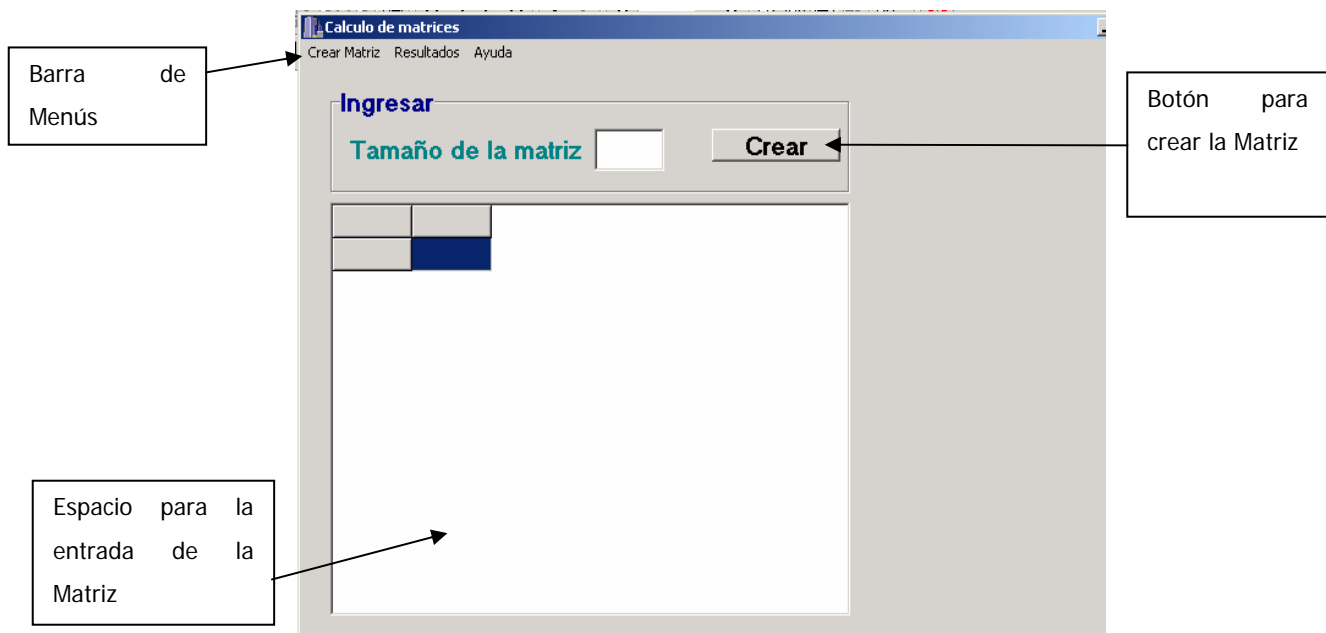 Calculo de matrices
Crear Matriz Resultados Ayuda
Barra de
Menús
Ingresar
Tamaño de la matriz
Crear
Botón para
crear la Matriz
Espacio para la
entrada de la
Matriz